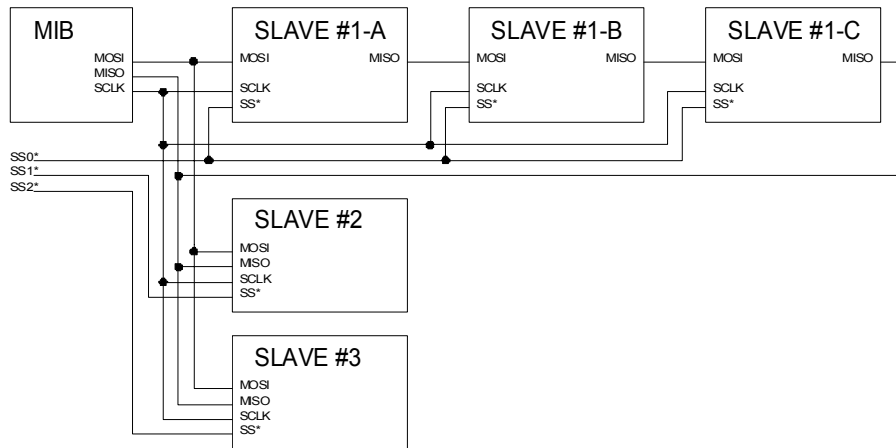 MIB
MOSI
MISO
SCLK
SLAVE #1-A
MOSI
MISO
SCLK
SS*
SLAVE #1-B
MOSI
MISO
SCLK
SS*
SLAVE #1-C
MOSI
MISO
SCLK
SS*
SS0*
SS1*
SS2*
SLAVE #2
MOSI
MISO
SCLK
SS*
SLAVE #3
MOSI
MISO
SCLK
SS*